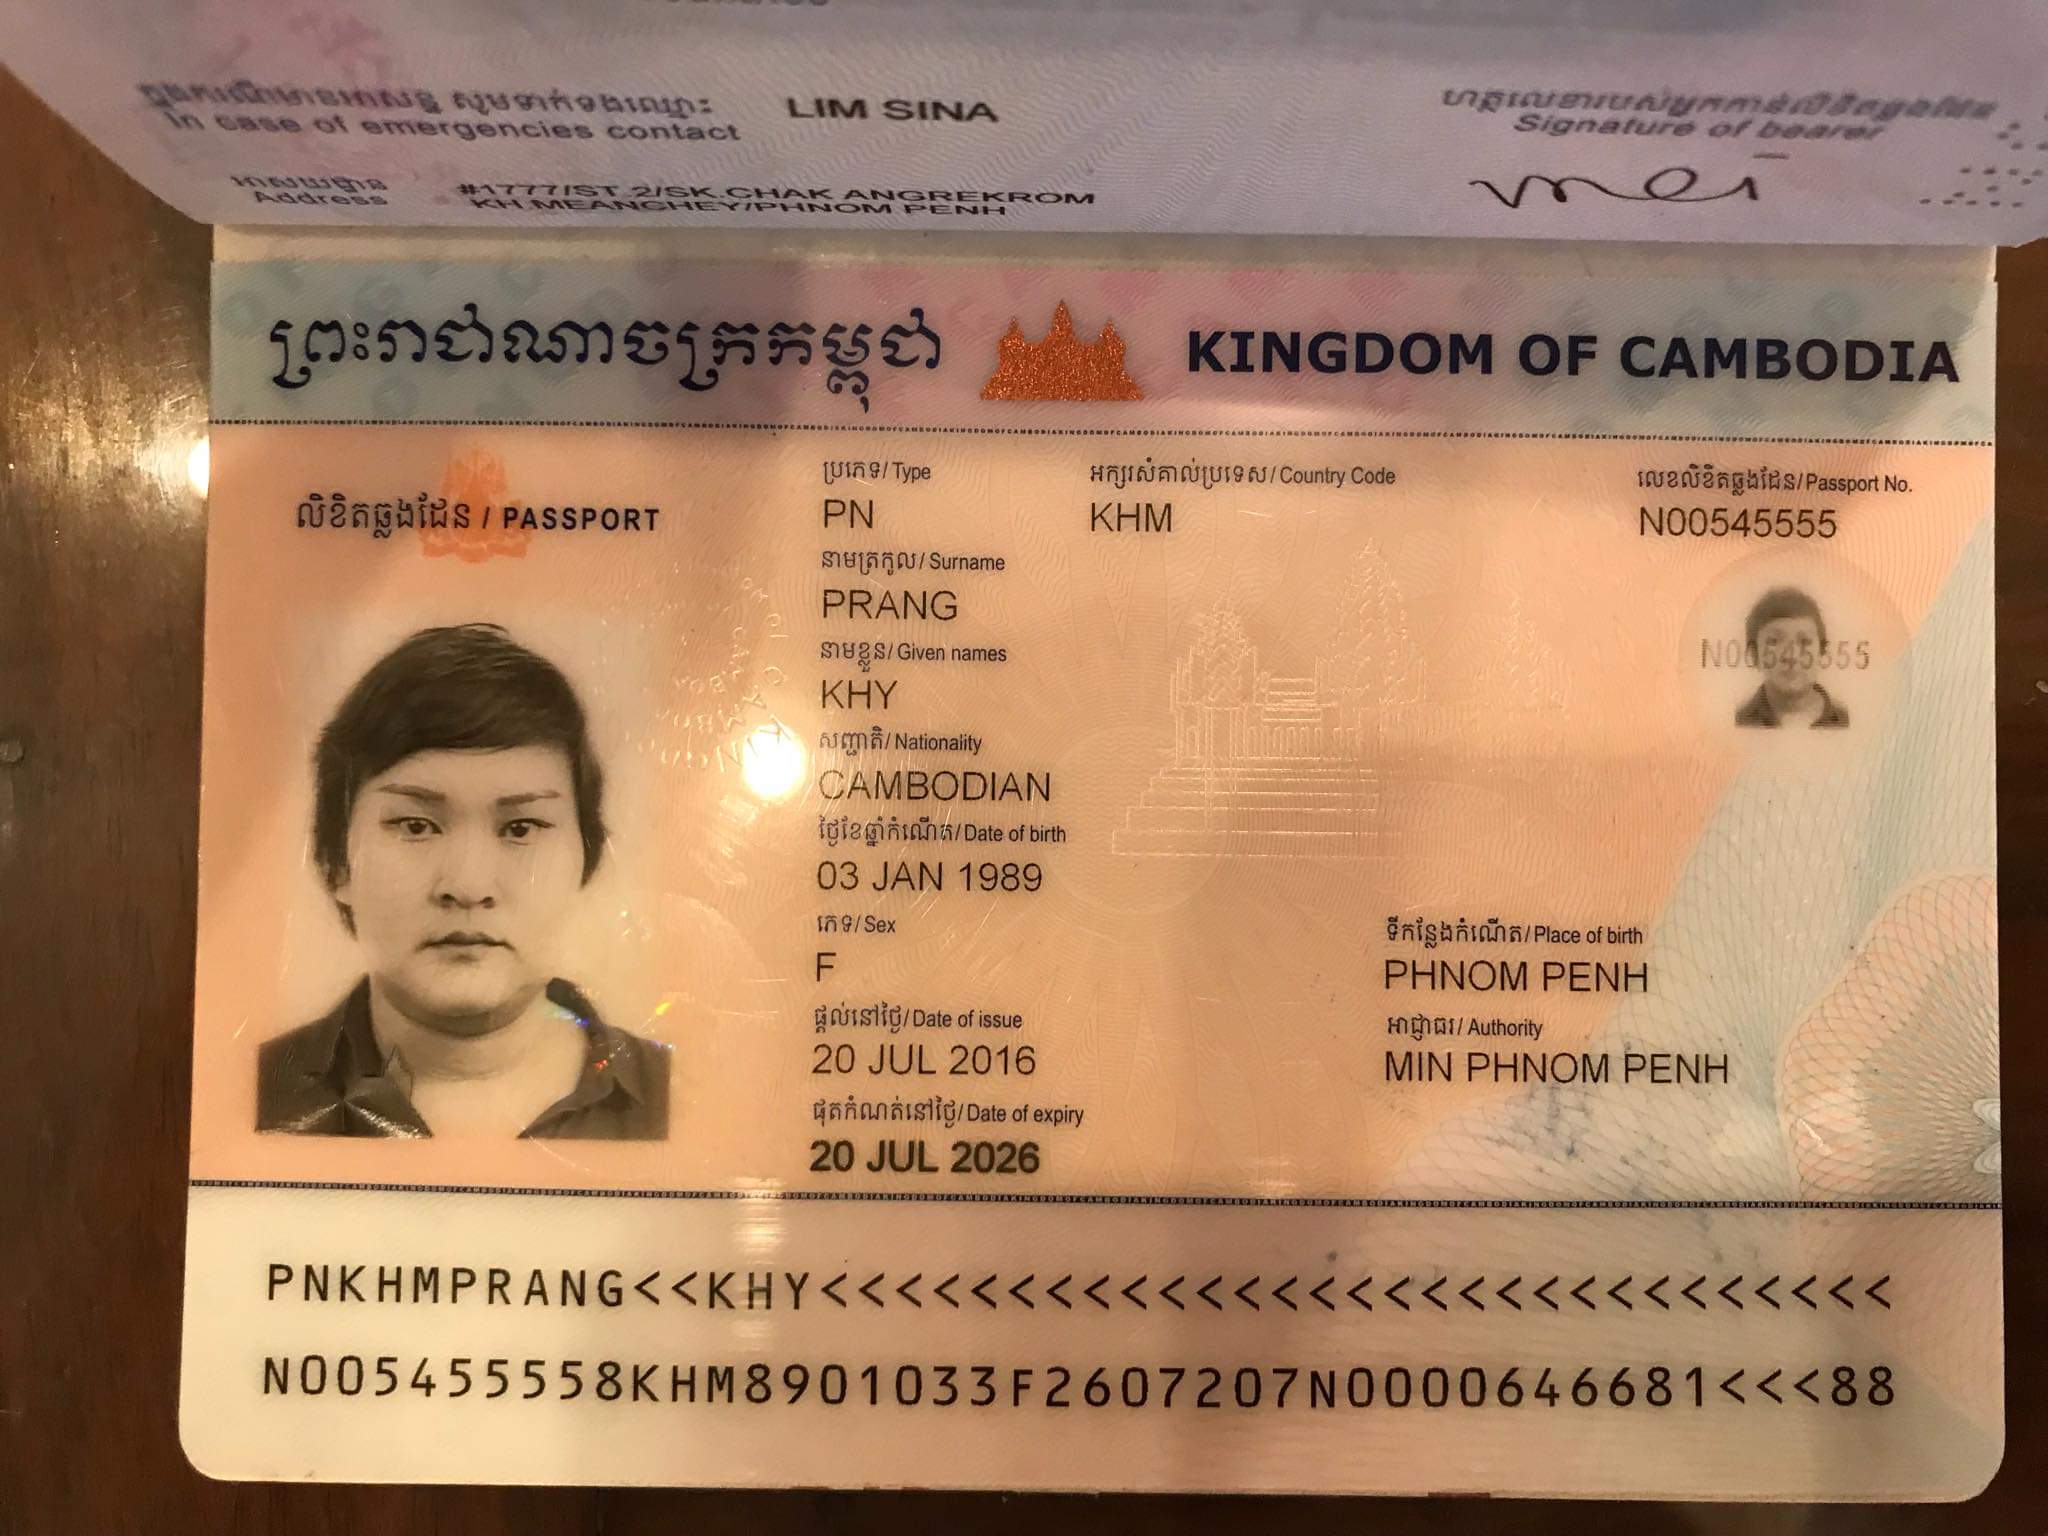 ក្នុងករណីមានអាសន្ន សូមទាក់ទងឈ្មោះ LIM SINA
In case of emergencies contact
អាសយដ្ឋាន #1777/ST.2/SK.CHAK ANGREKROM
Address KH.MEANCHEY/PHNOM PENH
ហត្ថលេខារបស់អ្នកកាន់លិខិតឆ្លងដែន
Signature of bearer
ព្រះរាជាណាចក្រកម្ពុជា KINGDOM OF CAMBODIA
លិខិតឆ្លងដែន / PASSPORT
ប្រភេទ/Type អក្សរសំគាល់ប្រទេស/Country Code លេខលិខិតឆ្លងដែន/Passport No.
PN KHM N00545555
នាមត្រកូល/Surname
PRANG
N00545555
នាមខ្លួន/Given names
KHY
សញ្ជាតិ/Nationality
CAMBODIAN
ថ្ងៃខែឆ្នាំកំណើត/Date of birth
03 JAN 1989
ភេទ/Sex ទីកន្លែងកំណើត/Place of birth
F PHNOM PENH
ផ្តល់នៅថ្ងៃ/Date of issue អាជ្ញាធរ/Authority
20 JUL 2016 MIN PHNOM PENH
ផុតកំណត់នៅថ្ងៃ/Date of expiry
20 JUL 2026
PNKHMPRANG<<KHY<<<<<<<<<<<<<<<<<<<<<<<<<<<<<
N005455558KHM8901033F2607207N0000646681<<<88